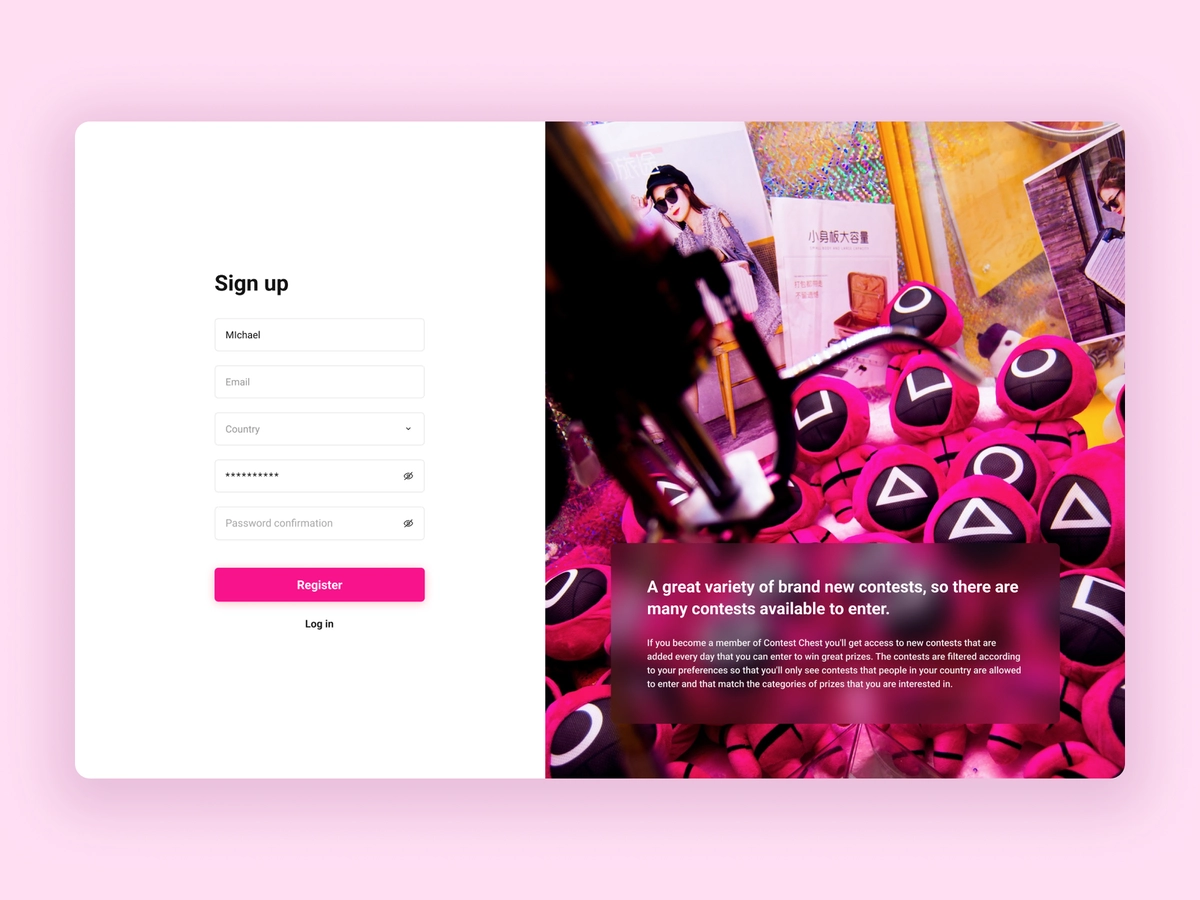 Sign up
MIchael
Email
Country
**********
Password confirmation
Register
Log in
小身板大容量
A great variety of brand new contests, so there are
many contests available to enter.
If you become a member of Contest Chest you'll get access to new contests that are
added every day that you can enter to win great prizes. The contests are filtered according
to your preferences so that you'll only see contests that people in your country are allowed
to enter and that match the categories of prizes that you are interested in.